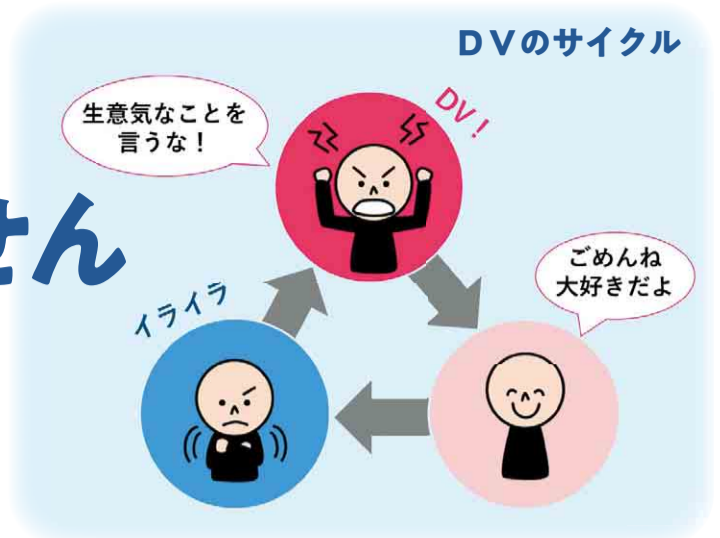 DVのサイクル
生意気なことを
言うな！
DV！
せん
ごめんね
大好きだよ
イライラ